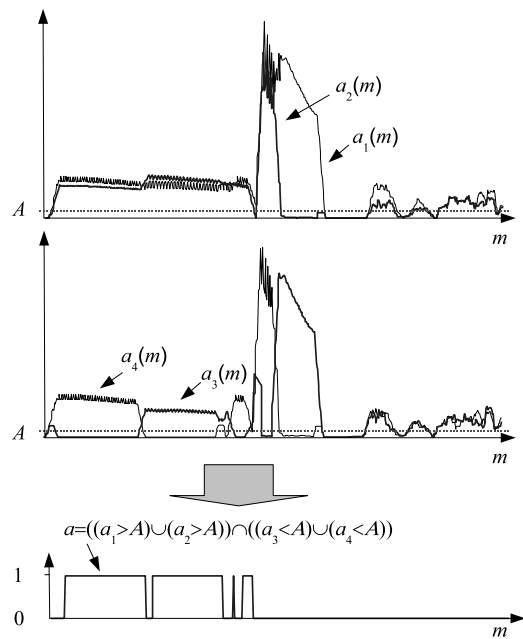 a₂(m)
a₁(m)
A
m
a₄(m)
a₃(m)
A
m
a=((a₁>A)∪(a₂>A))∩((a₃<A)∪(a₄<A))
1
0
m